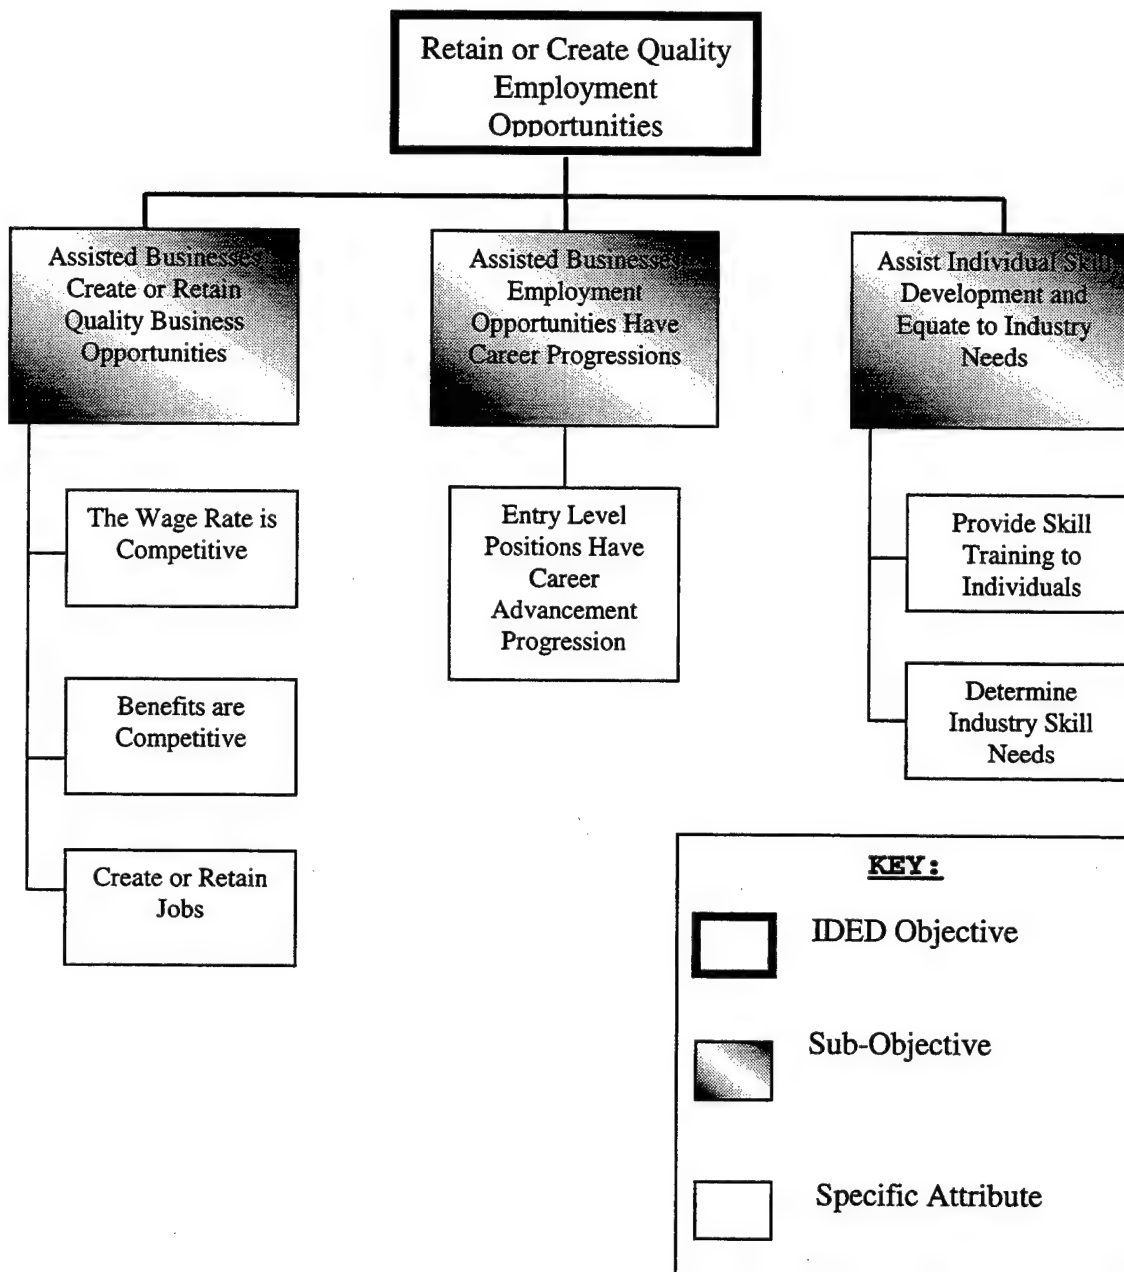 Retain or Create Quality
Employment
Opportunities
Assisted Businesses
Create or Retain
Quality Business
Opportunities
Assisted Businesses
Employment
Opportunities Have
Career Progressions
Assist Individual Skill
Development and
Equate to Industry
Needs
The Wage Rate is
Competitive
Benefits are
Competitive
Create or Retain
Jobs
Entry Level
Positions Have
Career
Advancement
Progression
Provide Skill
Training to
Individuals
Determine
Industry Skill
Needs
KEY:
IDED Objective
Sub-Objective
Specific Attribute